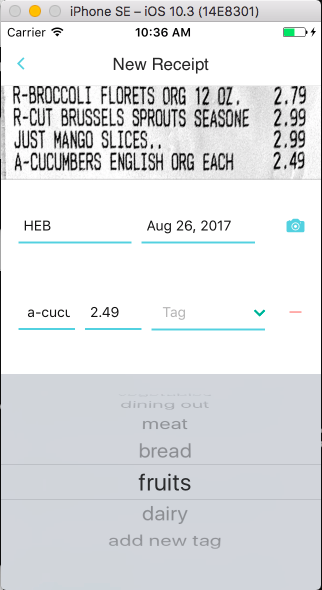 iPhone SE – iOS 10.3 (14E8301)
Carrier 10:36 AM
New Receipt
R-BROCCOLI FLORETS ORG 12 OZ. 2.79
R-CUT BRUSSELS SPROUTS SEASONE 2.99
JUST MANGO SLICES.. 2.99
A-CUCUMBERS ENGLISH ORG EACH 2.49
HEB Aug 26, 2017
a-cucu 2.49 Tag
dining out
meat
bread
fruits
dairy
add new tag